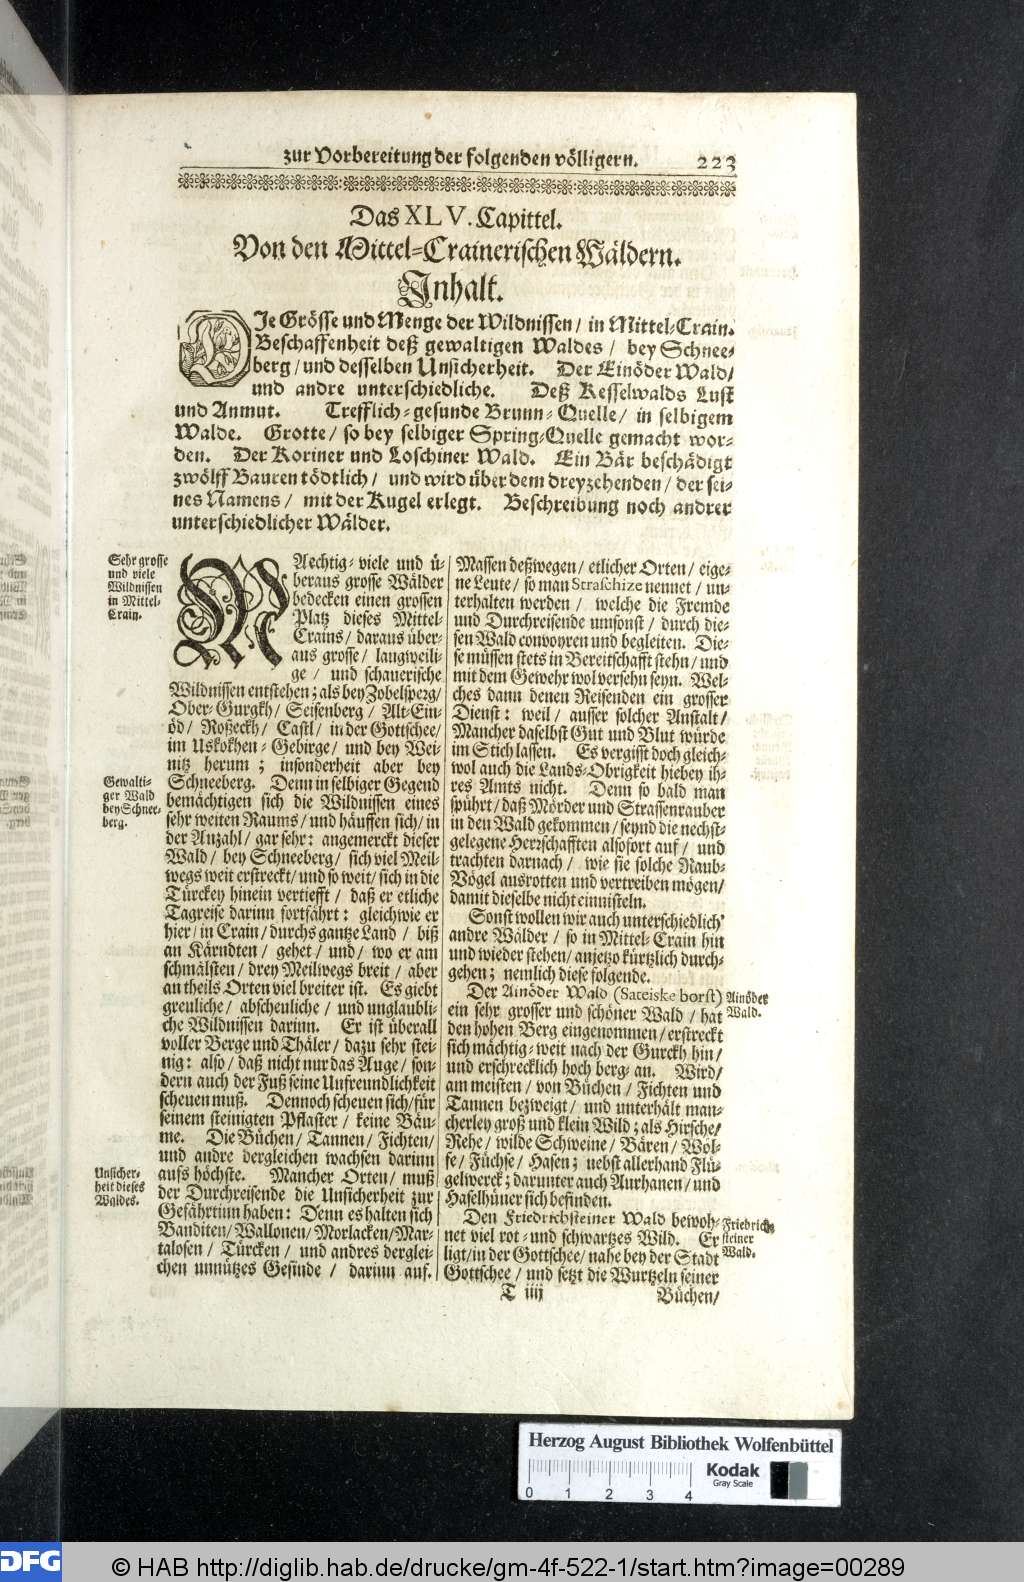 zur Vorbereitung der folgenden völligern. 223
Das XLV. Capittel.
Von den Mittel-Crainerischen Wäldern.
Inhalt.
DIe Grösse und Menge der Wildnissen / in Mittel-Crain.
Beschaffenheit deß gewaltigen Waldes / bey Schnee-
berg / und desselben Unsicherheit. Der Einöder Wald /
und andre unterschiedliche. Deß Kesselwalds Lust
und Anmut. Trefflich-gesunde Brunn-Quelle / in selbigem
Walde. Grotte / so bey selbiger Spring-Quelle gemacht wor-
den. Der Koriner und Loschiner Wald. Ein Bär beschädigt
zwölff Bauren tödtlich / und wird über dem dreyzehenden / der sei-
nes Namens / mit der Kugel erlegt. Beschreibung noch andrer
unterschiedlicher Wälder.
Sehr grosse
und viele
Wildnissen
in Mittel-
Crain.
MAechtig-viele und ü-
beraus grosse Wälder
bedecken einen grossen
Platz dieses Mittel-
Crains / daraus über-
aus grosse / langweili-
ge / und schauerische
Wildnissen entstehen; als bey Zobelsperg /
Ober-Gurgkh / Seisenberg / Alt-Ein-
öd / Roßeckh / Castl / in der Gottschee /
im Uskokhen-Gebirge / und bey Wei-
nitz herum; insonderheit aber bey
Gewalti-
ger Wald
bey Schnee-
berg.
Schneeberg. Denn in selbiger Gegend
bemächtigen sich die Wildnissen eines
sehr weiten Raums / und häuffen sich / in
der Anzahl / gar sehr: angemerckt dieser
Wald / bey Schneeberg / sich viel Meil-
wegs weit erstreckt / und so weit / sich in die
Türckey hinein vertiefft / daß er etliche
Tagreise darinn fortfährt: gleichwie er
hier / in Crain / durchs gantze Land / biß
an Kärndten / gehet / und / wo er am
schmälsten / drey Meilwegs breit / aber
an theils Orten viel breiter ist. Es giebt
greuliche / abscheuliche / und unglaubli-
che Wildnissen darinn. Er ist überall
voller Berge und Thäler / dazu sehr stei-
nig: also / daß nicht nur das Auge / son-
dern auch der Fuß seine Unfreundlichkeit
scheuen muß. Dennoch scheuen sich / für
seinem steinigten Pflaster / keine Bäu-
me. Die Büchen / Tannen / Fichten /
und andre dergleichen wachsen darinn
Unsicher-
heit dieses
Waldes.
aufs höchste. Mancher Orten / muß
der Durchreisende die Unsicherheit zur
Gefährtinn haben: Denn es halten sich
Banditen / Wallonen / Morlacken / Mar-
talosen / Türcken / und andres derglei-
chen unnützes Gesinde / darinn auf.
Massen deßwegen / etlicher Orten / eige-
ne Leute / so man Straschize nennet / un-
terhalten werden / welche die Fremde
und Durchreisende umsonst / durch die-
sen Wald convoyren und begleiten. Die-
se müssen stets in Bereitschafft stehn / und
mit dem Gewehr wol versehn seyn. Wel-
ches dann denen Reisenden ein grosser
Dienst: weil / ausser solcher Anstalt /
Mancher daselbst Gut und Blut würde
im Stich lassen. Es vergisst doch gleich-
wol auch die Lands-Obrigkeit hiebey ih-
res Amts nicht. Denn so bald man
spührt / daß Mörder und Strassenrauber
in den Wald gekommen / seynd die nechst-
gelegene Herrschafften alsofort auf / und
trachten darnach / wie sie solche Raub-
Vögel ausrotten und vertreiben mögen /
damit dieselbe nicht einnisteln.
Sonst wollen wir auch unterschiedlich'
andre Wälder / so in Mittel-Crain hin
und wieder stehen / anjetzo kürtzlich durch-
gehen; nemlich diese folgende.
Der Ainöder Wald (Sateiske borst)
Ainöder
Wald.
ein sehr grosser und schöner Wald / hat
den hohen Berg eingenommen / erstreckt
sich mächtig-weit nach der Gurckh hin /
und erschrecklich hoch berg-an. Wird /
am meisten / von Büchen / Fichten und
Tannen bezweigt / und unterhält man-
cherley groß und klein Wild; als Hirsche /
Rehe / wilde Schweine / Bären / Wöl-
fe / Füchse / Hasen; nebst allerhand Flü-
gelwerck; darunter auch Aurhanen / und
Haselhüner sich befinden.
Den Friedrichsteiner Wald bewoh-
Friedrich-
steiner
Wald.
net viel rot- und schwartzes Wild. Er
ligt / in der Gottschee / nahe bey der Stadt
Gottschee / und setzt die Wurtzeln seiner
T iiij Büchen /
Herzog August Bibliothek Wolfenbüttel
0 1 2 3 4
Kodak
Gray Scale
DFG
© HAB http://diglib.hab.de/drucke/gm-4f-522-1/start.htm?image=00289